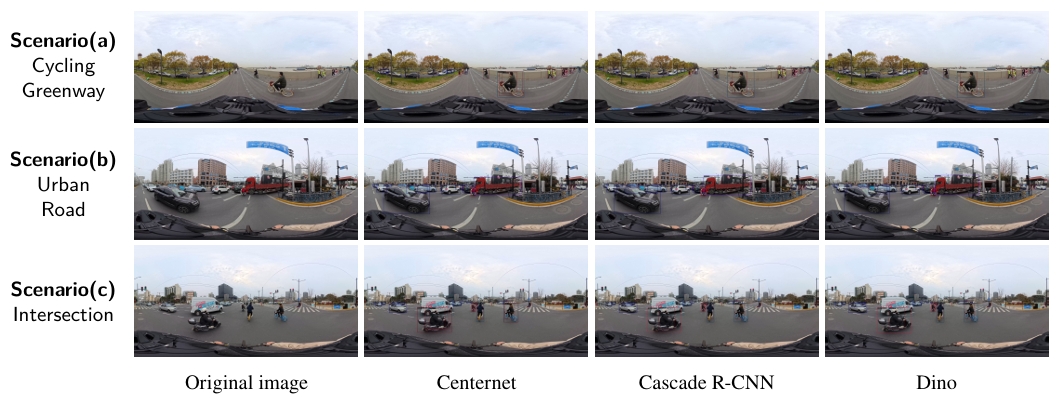 Scenario(a)
Cycling
Greenway
Scenario(b)
Urban
Road
Scenario(c)
Intersection
Original image
Centernet
Cascade R-CNN
Dino